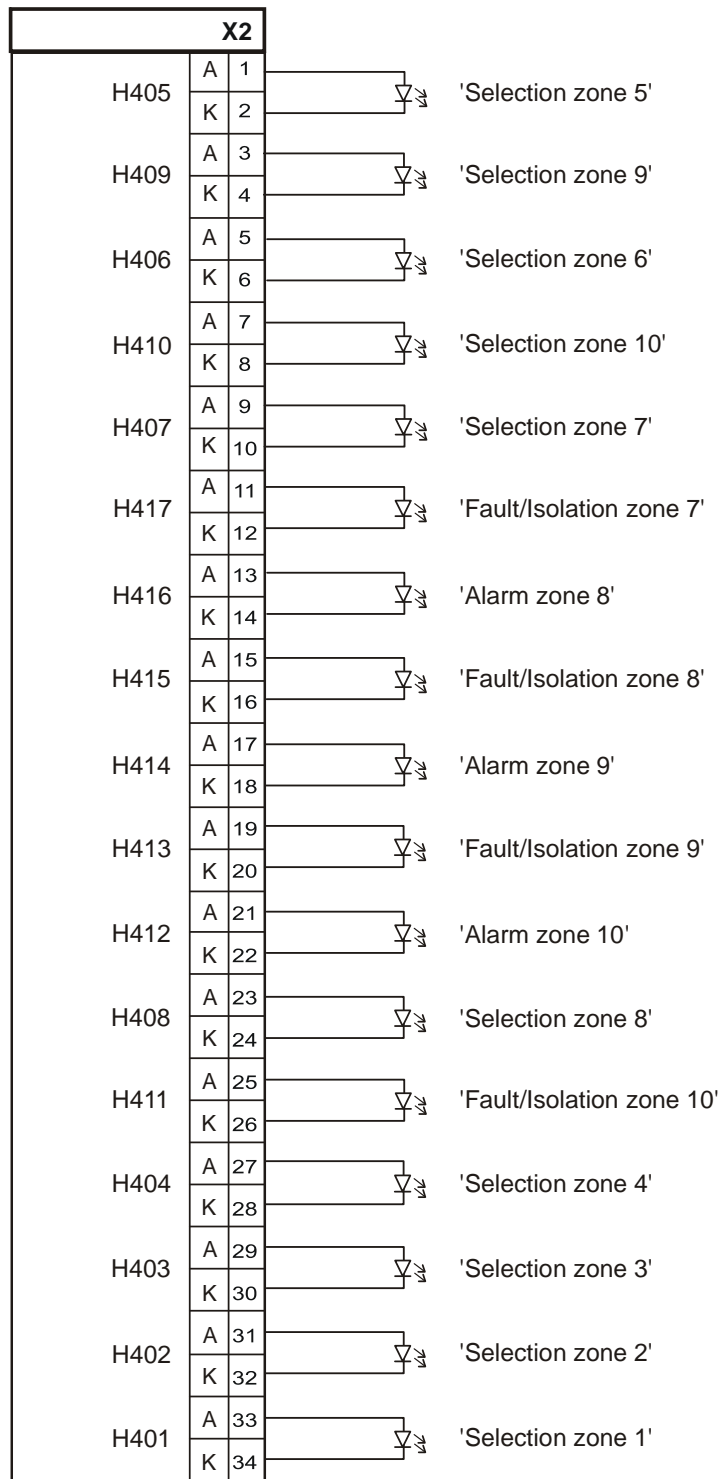 X2
A 1
H405 'Selection zone 5'
K 2
A 3
H409 'Selection zone 9'
K 4
A 5
H406 'Selection zone 6'
K 6
A 7
H410 'Selection zone 10'
K 8
A 9
H407 'Selection zone 7'
K 10
A 11
H417 'Fault/Isolation zone 7'
K 12
A 13
H416 'Alarm zone 8'
K 14
A 15
H415 'Fault/Isolation zone 8'
K 16
A 17
H414 'Alarm zone 9'
K 18
A 19
H413 'Fault/Isolation zone 9'
K 20
A 21
H412 'Alarm zone 10'
K 22
A 23
H408 'Selection zone 8'
K 24
A 25
H411 'Fault/Isolation zone 10'
K 26
A 27
H404 'Selection zone 4'
K 28
A 29
H403 'Selection zone 3'
K 30
A 31
H402 'Selection zone 2'
K 32
A 33
H401 'Selection zone 1'
K 34